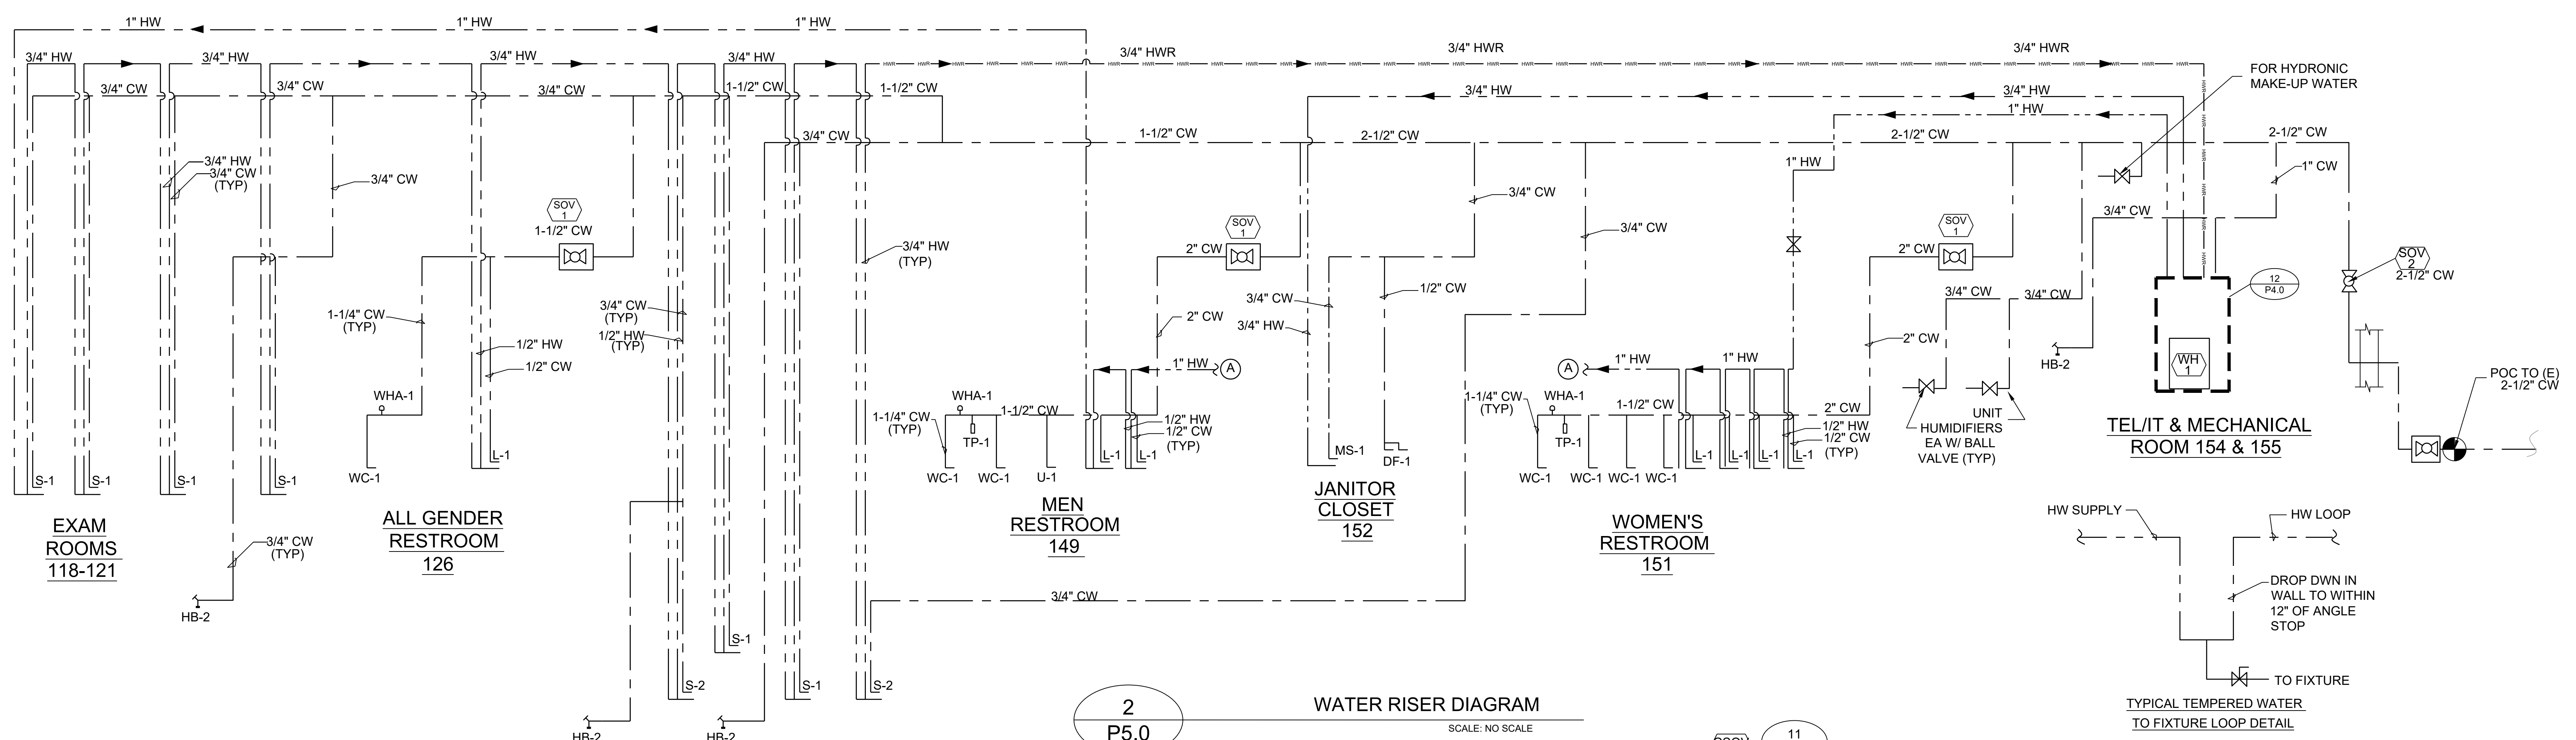 1" HW
1" HW
1" HW
3/4" HW
3/4" HW
3/4" HW
3/4" HW
3/4" HWR
3/4" HWR
3/4" HWR
HWR HWR HWR HWR HWR HWR HWR HWR HWR
FOR HYDRONIC
MAKE-UP WATER
3/4" CW
3/4" CW
3/4" CW
1-1/2" CW
1-1/2" CW
3/4" HW
3/4" HW
1" HW
3/4" CW
1-1/2" CW
2-1/2" CW
2-1/2" CW
2-1/2" CW
3/4" HW
3/4" CW
(TYP)
3/4" CW
1" HW
1" CW
3/4" CW
3/4" CW
3/4" CW
SOV
1
1-1/2" CW
3/4" HW
(TYP)
SOV
1
2" CW
SOV
1
2" CW
SOV
2
2-1/2" CW
12
P4.0
1-1/4" CW
(TYP)
3/4" CW
(TYP)
1/2" HW
(TYP)
1/2" HW
1/2" CW
2" CW
3/4" CW
3/4" HW
1/2" CW
2" CW
3/4" CW
3/4" CW
HB-2
WH
1
1" HW
A
A
1" HW
1" HW
POC TO (E)
2-1/2" CW
WHA-1
WHA-1
1-1/4" CW
(TYP)
1-1/2" CW
TP-1
1/2" HW
1/2" CW
(TYP)
1-1/4" CW
(TYP)
WHA-1
1-1/2" CW
TP-1
2" CW
1/2" HW
1/2" CW
(TYP)
UNIT
HUMIDIFIERS
EA W/ BALL
VALVE (TYP)
TEL/IT & MECHANICAL
ROOM 154 & 155
S-1
S-1
S-1
S-1
WC-1
L-1
WC-1
WC-1
U-1
L-1
L-1
MS-1
DF-1
WC-1
WC-1
WC-1
WC-1
L-1
L-1
L-1
L-1
EXAM
ROOMS
118-121
ALL GENDER
RESTROOM
126
MEN
RESTROOM
149
JANITOR
CLOSET
152
WOMEN'S
RESTROOM
151
3/4" CW
(TYP)
HB-2
3/4" CW
S-1
S-2
S-1
S-2
HB-2
HB-2
HW SUPPLY
HW LOOP
DROP DWN IN
WALL TO WITHIN
12" OF ANGLE
STOP
TO FIXTURE
TYPICAL TEMPERED WATER
TO FIXTURE LOOP DETAIL
2
P5.0
WATER RISER DIAGRAM
SCALE: NO SCALE
11